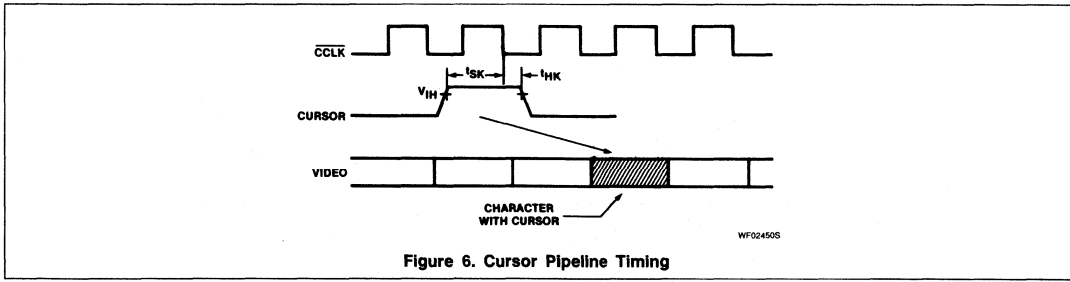 CCLK
tSK
tHK
VIH
CURSOR
VIDEO
CHARACTER
WITH CURSOR
WF02450S
Figure 6. Cursor Pipeline Timing